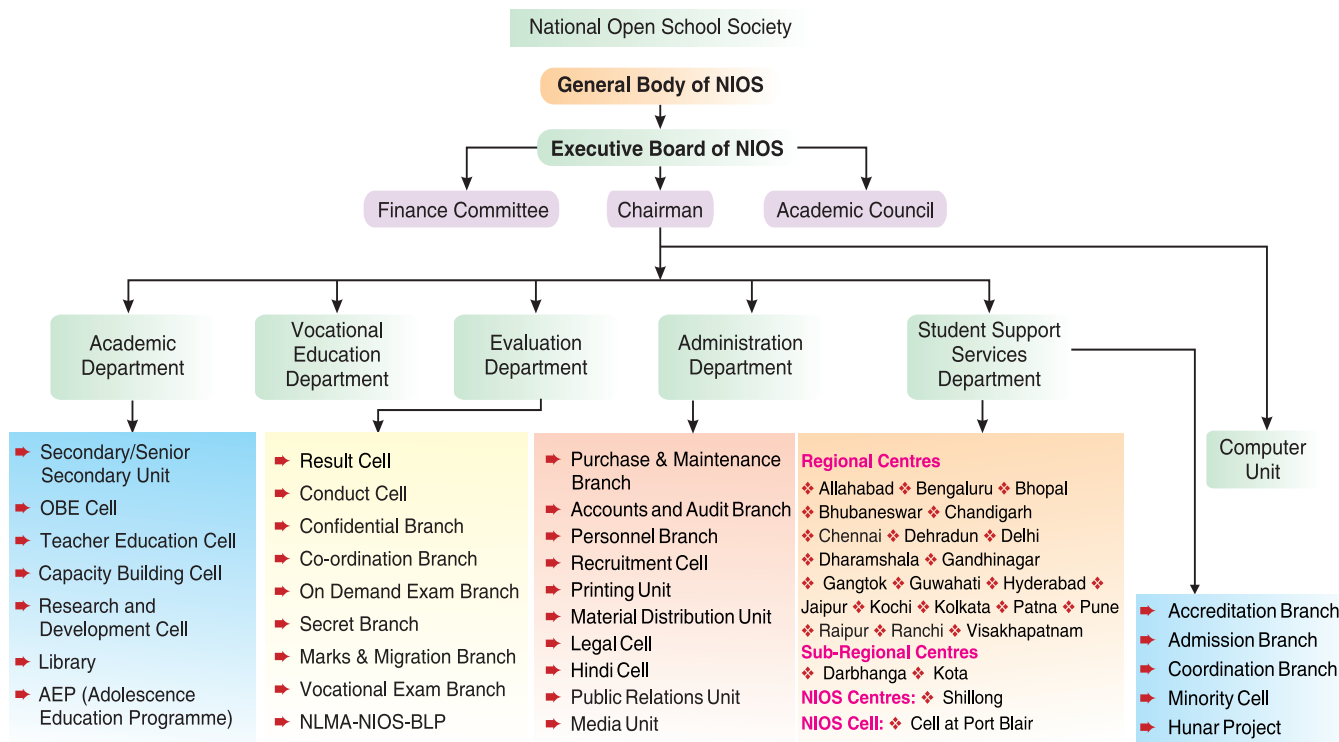 National Open School Society
General Body of NIOS
Executive Board of NIOS
Finance Committee
Chairman
Academic Council
Academic
Department
Vocational
Education
Department
Evaluation
Department
Administration
Department
Student Support
Services
Department
Computer
Unit
Secondary/Senior
Secondary Unit
OBE Cell
Teacher Education Cell
Capacity Building Cell
Research and
Development Cell
Library
AEP (Adolescence
Education Programme)
Result Cell
Conduct Cell
Confidential Branch
Co-ordination Branch
On Demand Exam Branch
Secret Branch
Marks & Migration Branch
Vocational Exam Branch
NLMA-NIOS-BLP
Purchase & Maintenance
Branch
Accounts and Audit Branch
Personnel Branch
Recruitment Cell
Printing Unit
Material Distribution Unit
Legal Cell
Hindi Cell
Public Relations Unit
Media Unit
Regional Centres
❖ Allahabad ❖ Bengaluru ❖ Bhopal
❖ Bhubaneswar ❖ Chandigarh
❖ Chennai ❖ Dehradun ❖ Delhi
❖ Dharamshala ❖ Gandhinagar
❖ Gangtok ❖ Guwahati ❖ Hyderabad ❖
Jaipur ❖ Kochi ❖ Kolkata ❖ Patna ❖ Pune
❖ Raipur ❖ Ranchi ❖ Visakhapatnam
Sub-Regional Centres
❖ Darbhanga ❖ Kota
NIOS Centres: ❖ Shillong
NIOS Cell: ❖ Cell at Port Blair
Accreditation Branch
Admission Branch
Coordination Branch
Minority Cell
Hunar Project